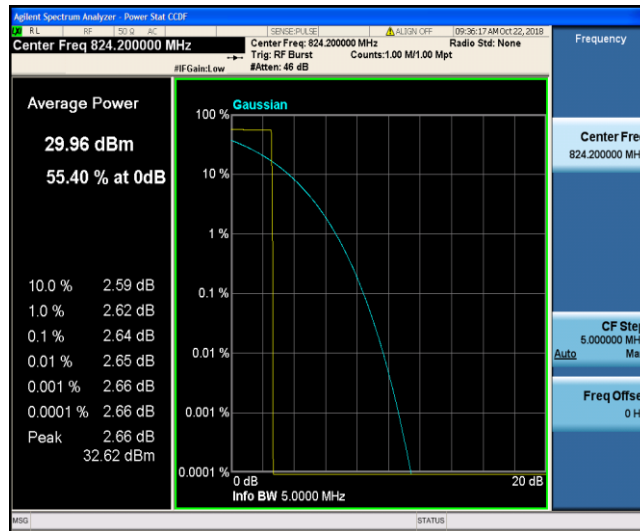 Agilent Spectrum Analyzer - Power Stat CCDF
RL RF 50 Ω AC SENSE:PULSE ALIGN OFF 09:36:17 AM Oct 22, 2018
Center Freq 824.200000 MHz
Center Freq: 824.200000 MHz Radio Std: None
Trig: RF Burst Counts:1.00 M/1.00 Mpt
#IFGain:Low #Atten: 46 dB
Frequency
Average Power
29.96 dBm
55.40 % at 0dB
10.0 % 2.59 dB
1.0 % 2.62 dB
0.1 % 2.64 dB
0.01 % 2.65 dB
0.001 % 2.66 dB
0.0001 % 2.66 dB
Peak 2.66 dB
32.62 dBm
Gaussian
100 %
10 %
1 %
0.1 %
0.01 %
0.001 %
0.0001 %
0 dB 20 dB
Info BW 5.0000 MHz
Center Fre
824.200000 MH
CF Step
5.000000 MH
Auto Ma
Freq Offse
0 H
MSG STATUS